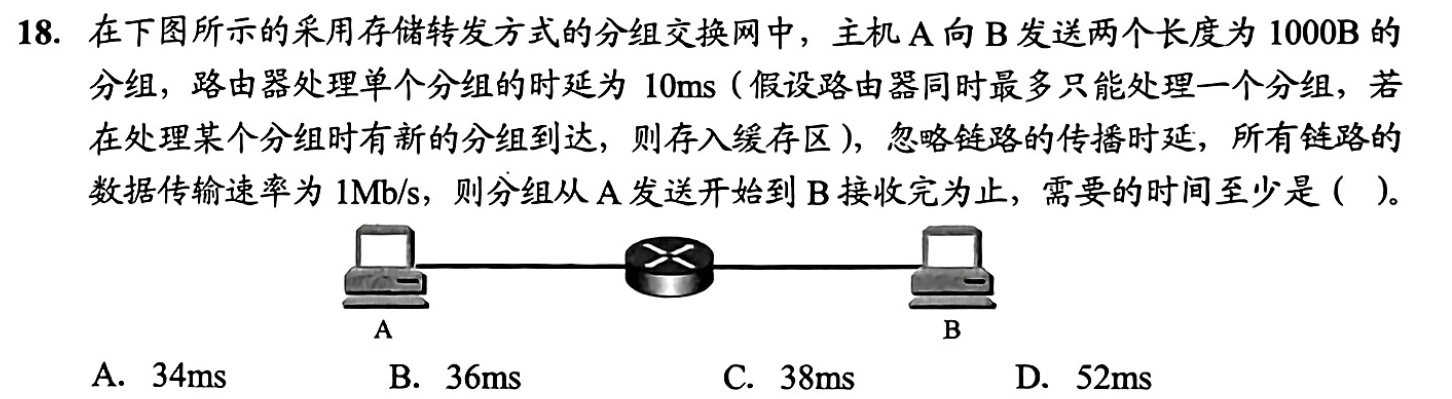 18. 在下图所示的采用存储转发方式的分组交换网中，主机 A 向 B 发送两个长度为 1000B 的
分组，路由器处理单个分组的时延为 10ms（假设路由器同时最多只能处理一个分组，若
在处理某个分组时有新的分组到达，则存入缓存区），忽略链路的传播时延，所有链路的
数据传输速率为 1Mb/s，则分组从 A 发送开始到 B 接收完为止，需要的时间至少是（ ）。
A B
A. 34ms B. 36ms C. 38ms D. 52ms